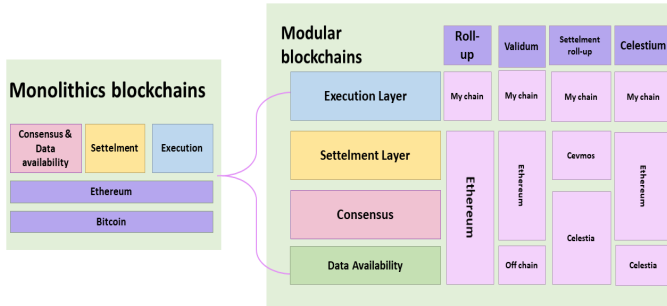 Monolithics blockchains
Consensus &
Data
availability
Settelment
Execution
Ethereum
Bitcoin
Modular
blockchains
Roll-
up
Validum
Settelment
roll-up
Celestium
Execution Layer
My chain
My chain
My chain
My chain
Settelment Layer
Ethereum
Ethereum
Cevmos
Ethereum
Consensus
Celestia
Data Availability
Off chain
Celestia